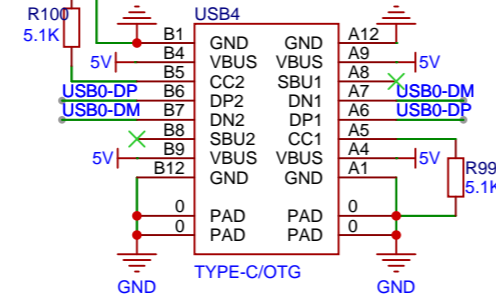 USB4
R100
5.1K
B1 GND GND A12
5V B4 VBUS VBUS A9 5V
B5 CC2 SBU1 A8
USB0-DP B6 DP2 DN1 A7 USB0-DM
USB0-DM B7 DN2 DP1 A6 USB0-DP
B8 SBU2 CC1 A5
5V B9 VBUS VBUS A4 5V
B12 GND GND A1
R99
5.1K
0 PAD PAD 0
0 PAD PAD 0
TYPE-C/OTG
GND GND